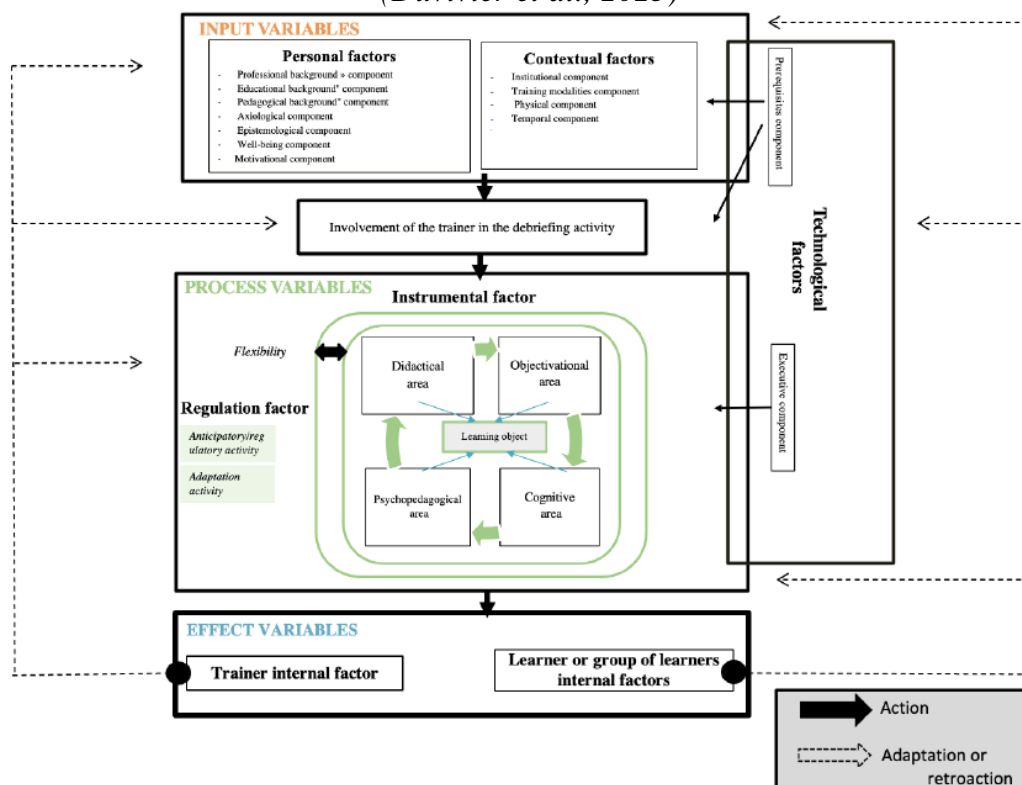 INPUT VARIABLES
Personal factors
- Professional background » component
- Educational background" component
- Pedagogical background" component
- Axiological component
- Epistemological component
- Well-being component
- Motivational component
Contextual factors
- Institutional component
- Training modalities component
- Physical component
- Temporal component
-
Prerequisites component
Technological
factors
Executive component
Involvement of the trainer in the debriefing activity
PROCESS VARIABLES
Instrumental factor
Flexibility
Didactical
area
Objectivational
area
Regulation factor
Anticipatory/reg
ulatory activity
Adaptation
activity
Learning object
Psychopedagogical
area
Cognitive
area
EFFECT VARIABLES
Trainer internal factor
Learner or group of learners
internal factors
Action
Adaptation or
retroaction